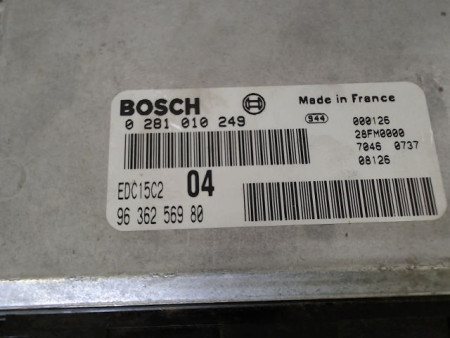 BOSCH
Made in France
0 281 010 249
S44
000126
28FM0000
7046 0737
08126
EDC15C2
04
96 362 569 80